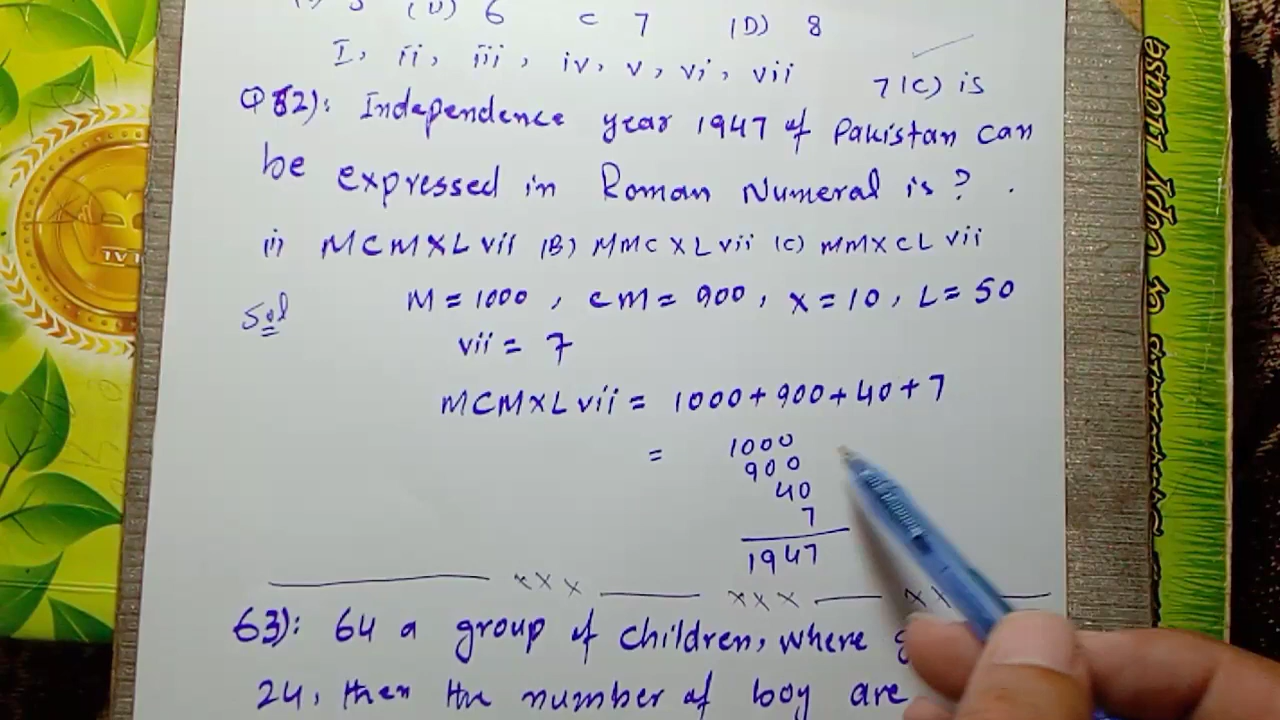 5 (D) 6 C 7 (D) 8
I, ii, iii, iv, v, vi, vii 7(C) is
Q 62): Independence year 1947 of Pakistan can
be expressed in Roman Numeral is?
(i) MCMXLvii (B) MMCXLvii (C) MMXCLvii
Sol M = 1000, CM = 900, X = 10, L = 50
vii = 7
MCMXLvii = 1000 + 900 + 40 + 7
= 1000
900
40
7
1947
xxx xxx xx
63): 64 a group of children, where
24, then the number of boy are